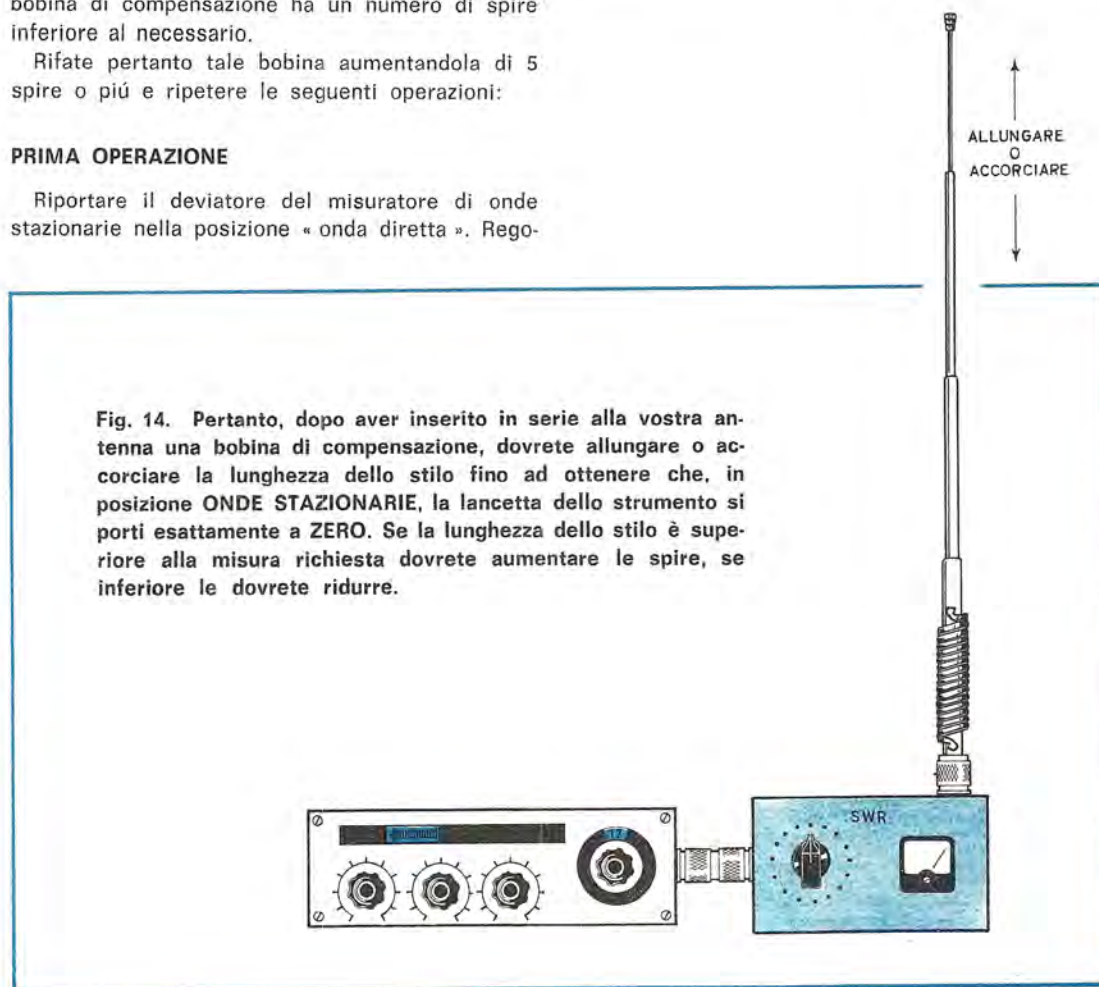 bobina di compensazione ha un numero di spire
inferiore al necessario.
Rifate pertanto tale bobina aumentandola di 5
spire o piú e ripetere le seguenti operazioni:
PRIMA OPERAZIONE
Riportare il deviatore del misuratore di onde
stazionarie nella posizione « onda diretta ». Rego-
ALLUNGARE
O
ACCORCIARE
Fig. 14. Pertanto, dopo aver inserito in serie alla vostra an-
tenna una bobina di compensazione, dovrete allungare o ac-
corciare la lunghezza dello stilo fino ad ottenere che, in
posizione ONDE STAZIONARIE, la lancetta dello strumento si
porti esattamente a ZERO. Se la lunghezza dello stilo è supe-
riore alla misura richiesta dovrete aumentare le spire, se
inferiore le dovrete ridurre.
17
SWR